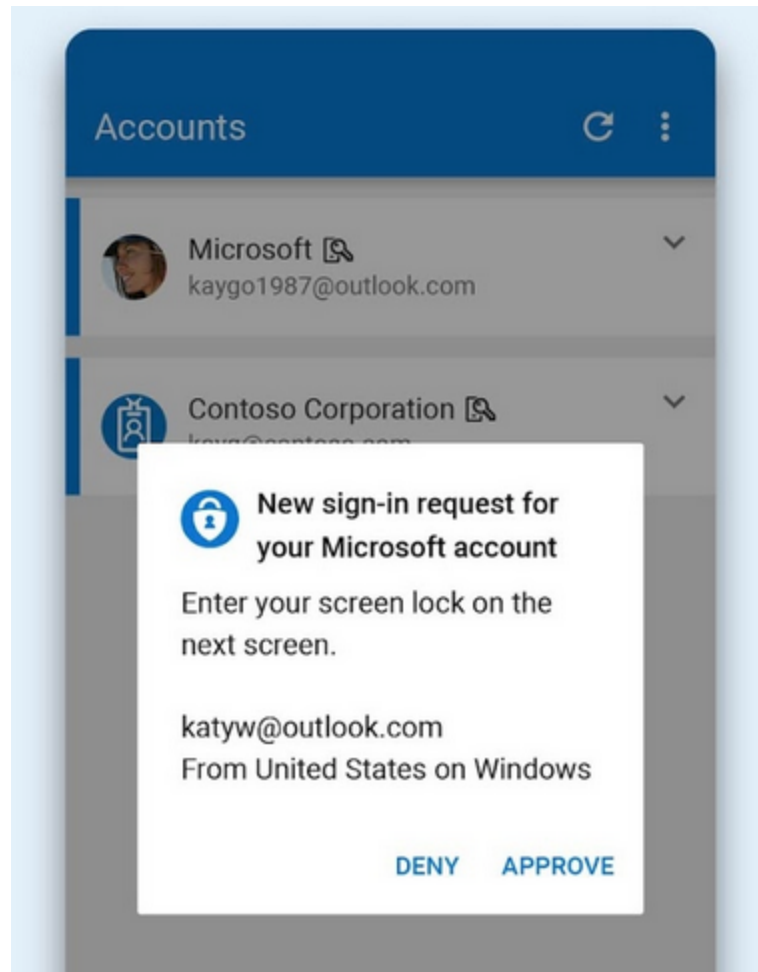 Accounts
Microsoft
kaygo1987@outlook.com
Contoso Corporation
New sign-in request for
your Microsoft account
Enter your screen lock on the
next screen.
katyw@outlook.com
From United States on Windows
DENY APPROVE